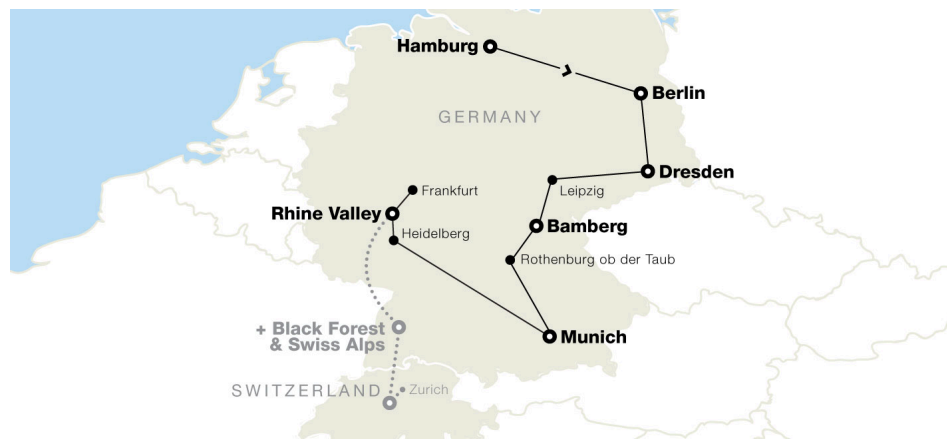 Hamburg
Berlin
GERMANY
Dresden
Frankfurt
Leipzig
Rhine Valley
Bamberg
Heidelberg
Rothenburg ob der Taub
+ Black Forest
& Swiss Alps
Munich
SWITZERLAND
Zurich